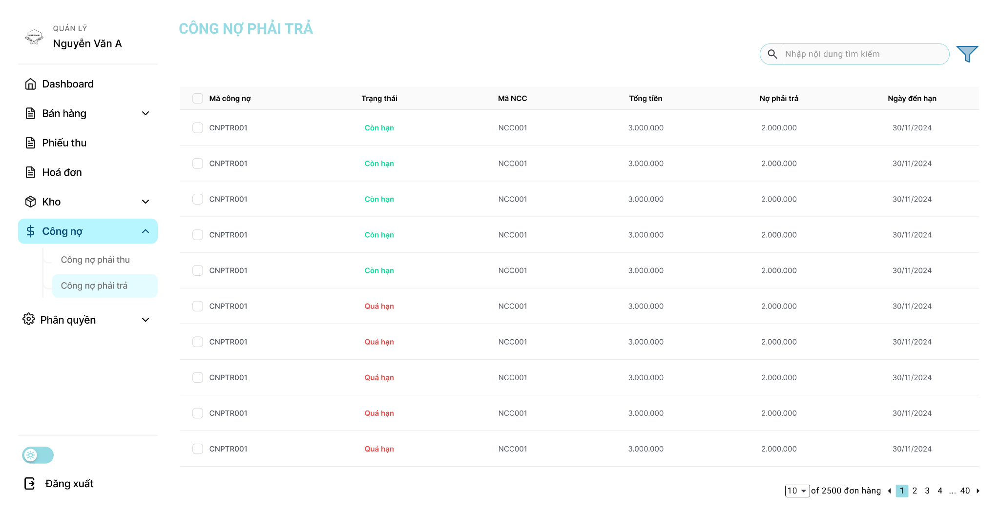 QUẢN LÝ
Nguyễn Văn A
Dashboard
Bán hàng
Phiếu thu
Hoá đơn
Kho
Công nợ
Công nợ phải thu
Công nợ phải trả
Phân quyền
Đăng xuất
CÔNG NỢ PHẢI TRẢ
Nhập nội dung tìm kiếm
Mã công nợ Trạng thái Mã NCC Tổng tiền Nợ phải trả Ngày đến hạn
CNPTR001 Còn hạn NCC001 3.000.000 2.000.000 30/11/2024
CNPTR001 Còn hạn NCC001 3.000.000 2.000.000 30/11/2024
CNPTR001 Còn hạn NCC001 3.000.000 2.000.000 30/11/2024
CNPTR001 Còn hạn NCC001 3.000.000 2.000.000 30/11/2024
CNPTR001 Còn hạn NCC001 3.000.000 2.000.000 30/11/2024
CNPTR001 Quá hạn NCC001 3.000.000 2.000.000 30/11/2024
CNPTR001 Quá hạn NCC001 3.000.000 2.000.000 30/11/2024
CNPTR001 Quá hạn NCC001 3.000.000 2.000.000 30/11/2024
CNPTR001 Quá hạn NCC001 3.000.000 2.000.000 30/11/2024
CNPTR001 Quá hạn NCC001 3.000.000 2.000.000 30/11/2024
10 of 2500 đơn hàng 1 2 3 4 ... 40